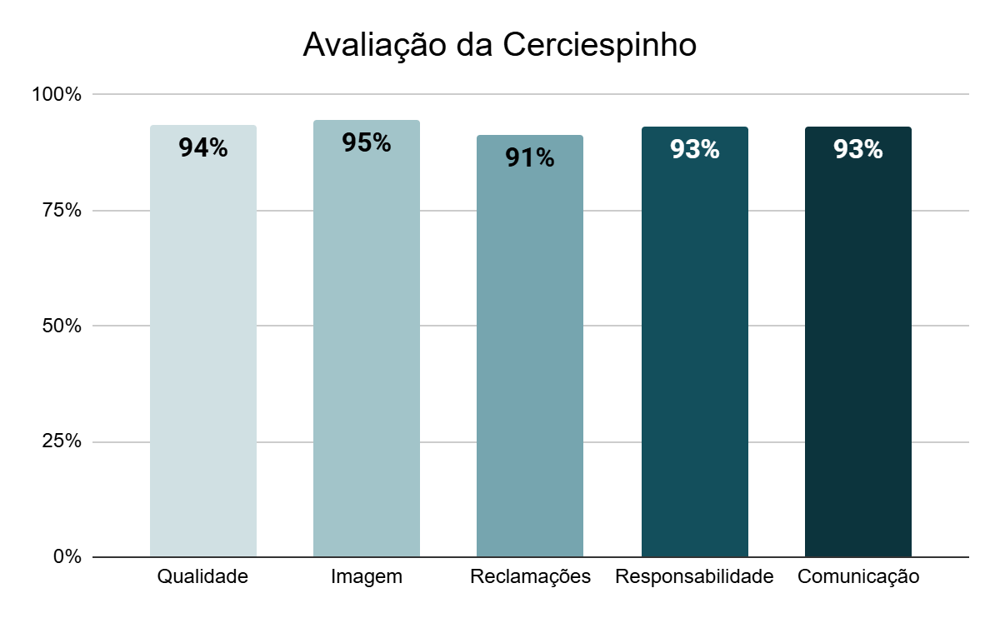 Avaliação da Cerciespinho
100%
75%
50%
25%
0%
94%
95%
91%
93%
93%
Qualidade
Imagem
Reclamações
Responsabilidade
Comunicação